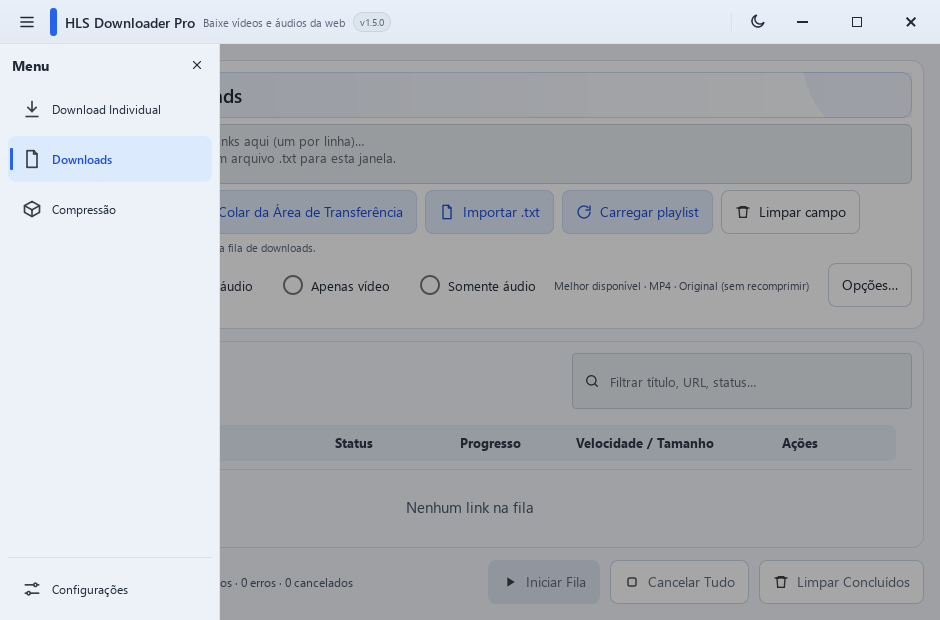 HLS Downloader Pro Baixe vídeos e áudios da web v1.5.0
Menu
Download Individual
Downloads
Compressão
Configurações
ads
nks aqui (um por linha)...
m arquivo .txt para esta janela.
Colar da Área de Transferência Importar .txt Carregar playlist Limpar campo
a fila de downloads.
áudio Apenas vídeo Somente áudio Melhor disponível · MP4 · Original (sem recomprimir) Opções...
Filtrar título, URL, status...
Status Progresso Velocidade / Tamanho Ações
Nenhum link na fila
os · 0 erros · 0 cancelados Iniciar Fila Cancelar Tudo Limpar Concluídos